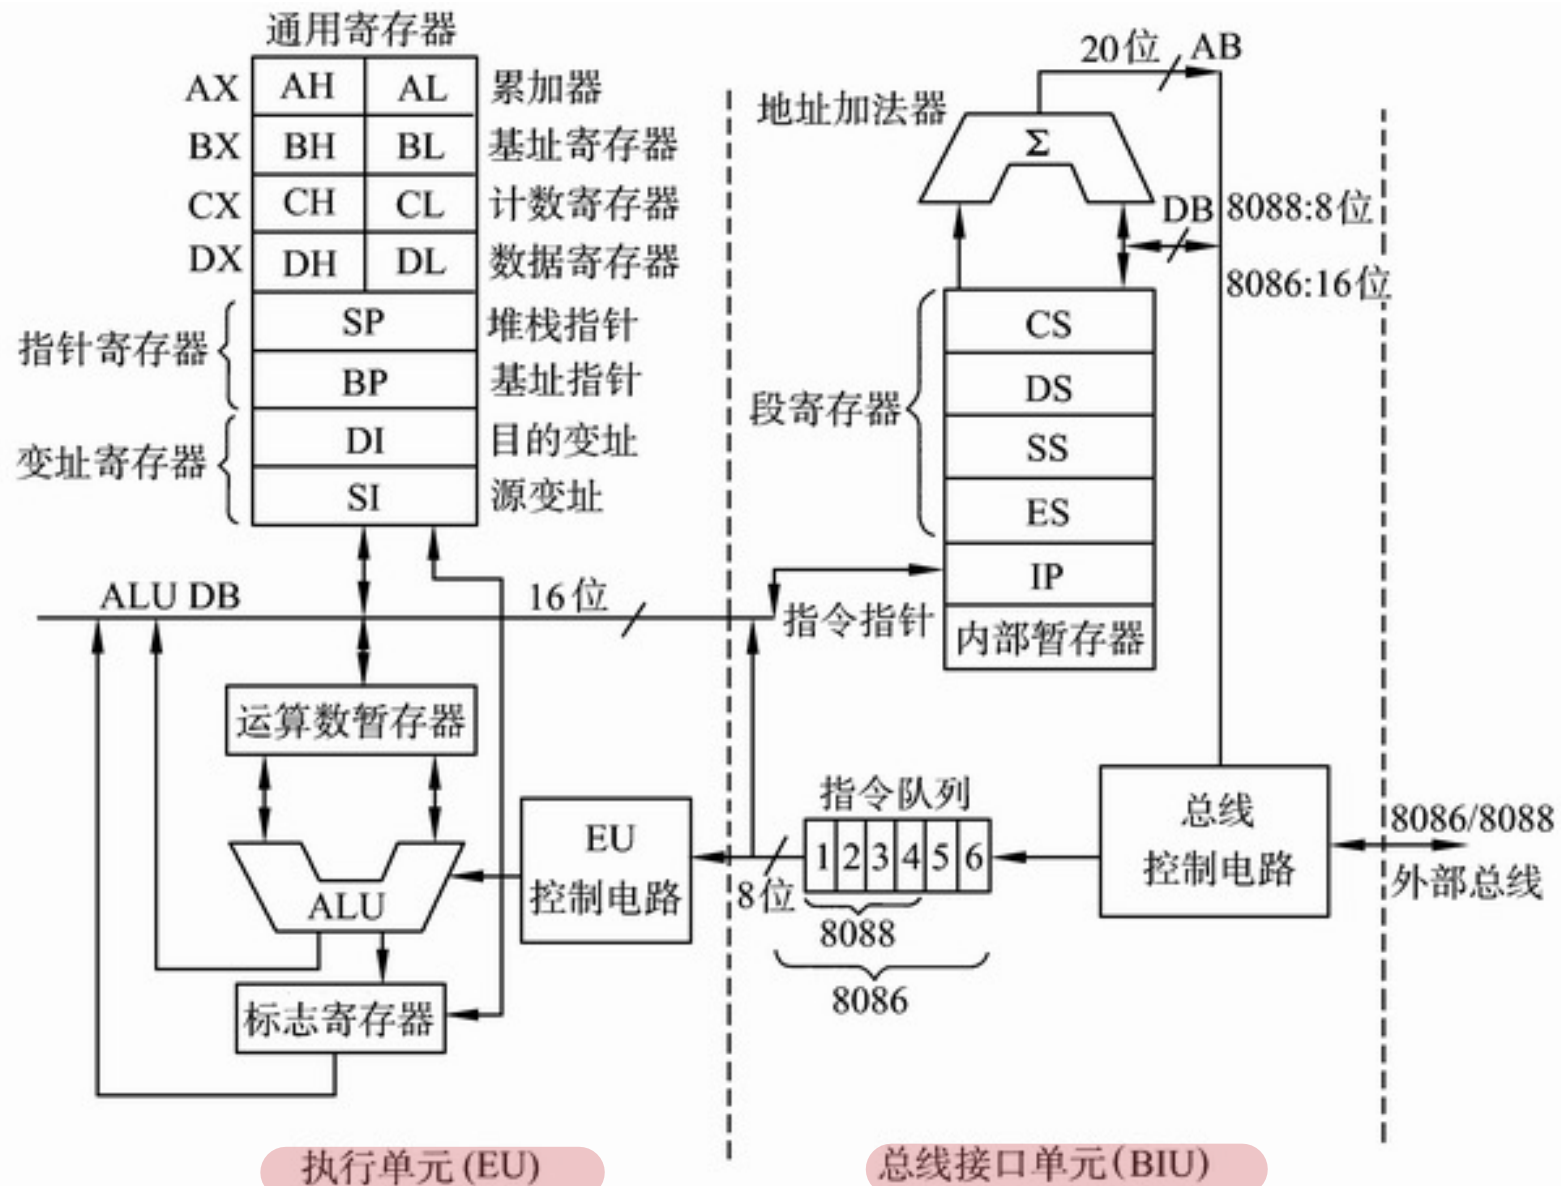 通用寄存器
AX AH AL 累加器
BX BH BL 基址寄存器
CX CH CL 计数寄存器
DX DH DL 数据寄存器
指针寄存器
SP 堆栈指针
BP 基址指针
变址寄存器
DI 目的变址
SI 源变址
ALU DB
16位
运算数暂存器
ALU
标志寄存器
EU
控制电路
执行单元(EU)
20位 AB
地址加法器
Σ
DB 8088:8位
8086:16位
段寄存器
CS
DS
SS
ES
IP
指令指针
内部暂存器
指令队列
1 2 3 4 5 6
8位
8088
8086
总线
控制电路
8086/8088
外部总线
总线接口单元(BIU)